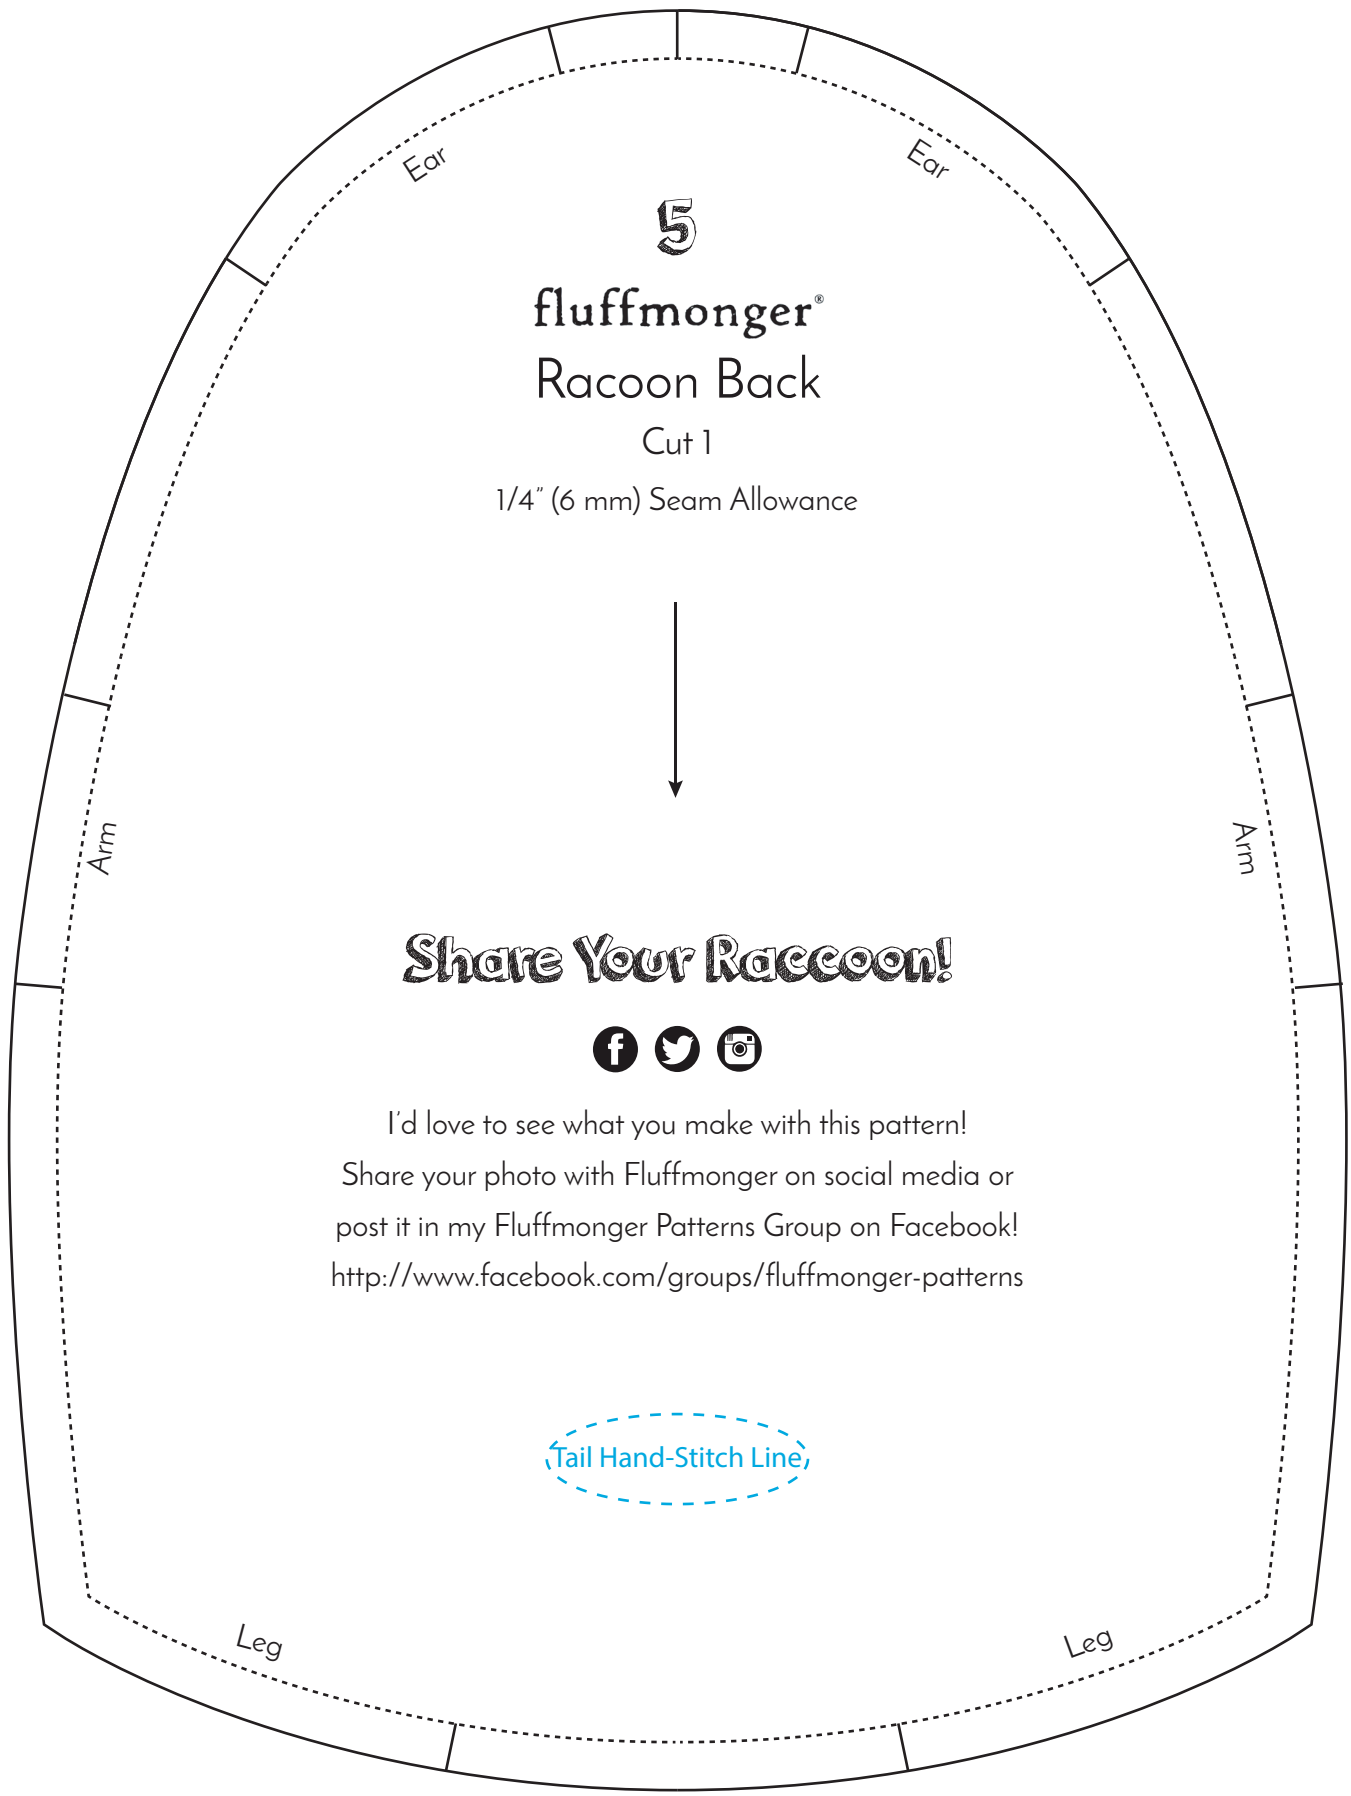 Ear
Ear
5
fluffmonger®
Racoon Back
Cut 1
1/4” (6 mm) Seam Allowance
Arm
Arm
Share Your Raccoon!
I’d love to see what you make with this pattern!
Share your photo with Fluffmonger on social media or
post it in my Fluffmonger Patterns Group on Facebook!
http://www.facebook.com/groups/fluffmonger-patterns
Tail Hand-Stitch Line
Leg
Leg